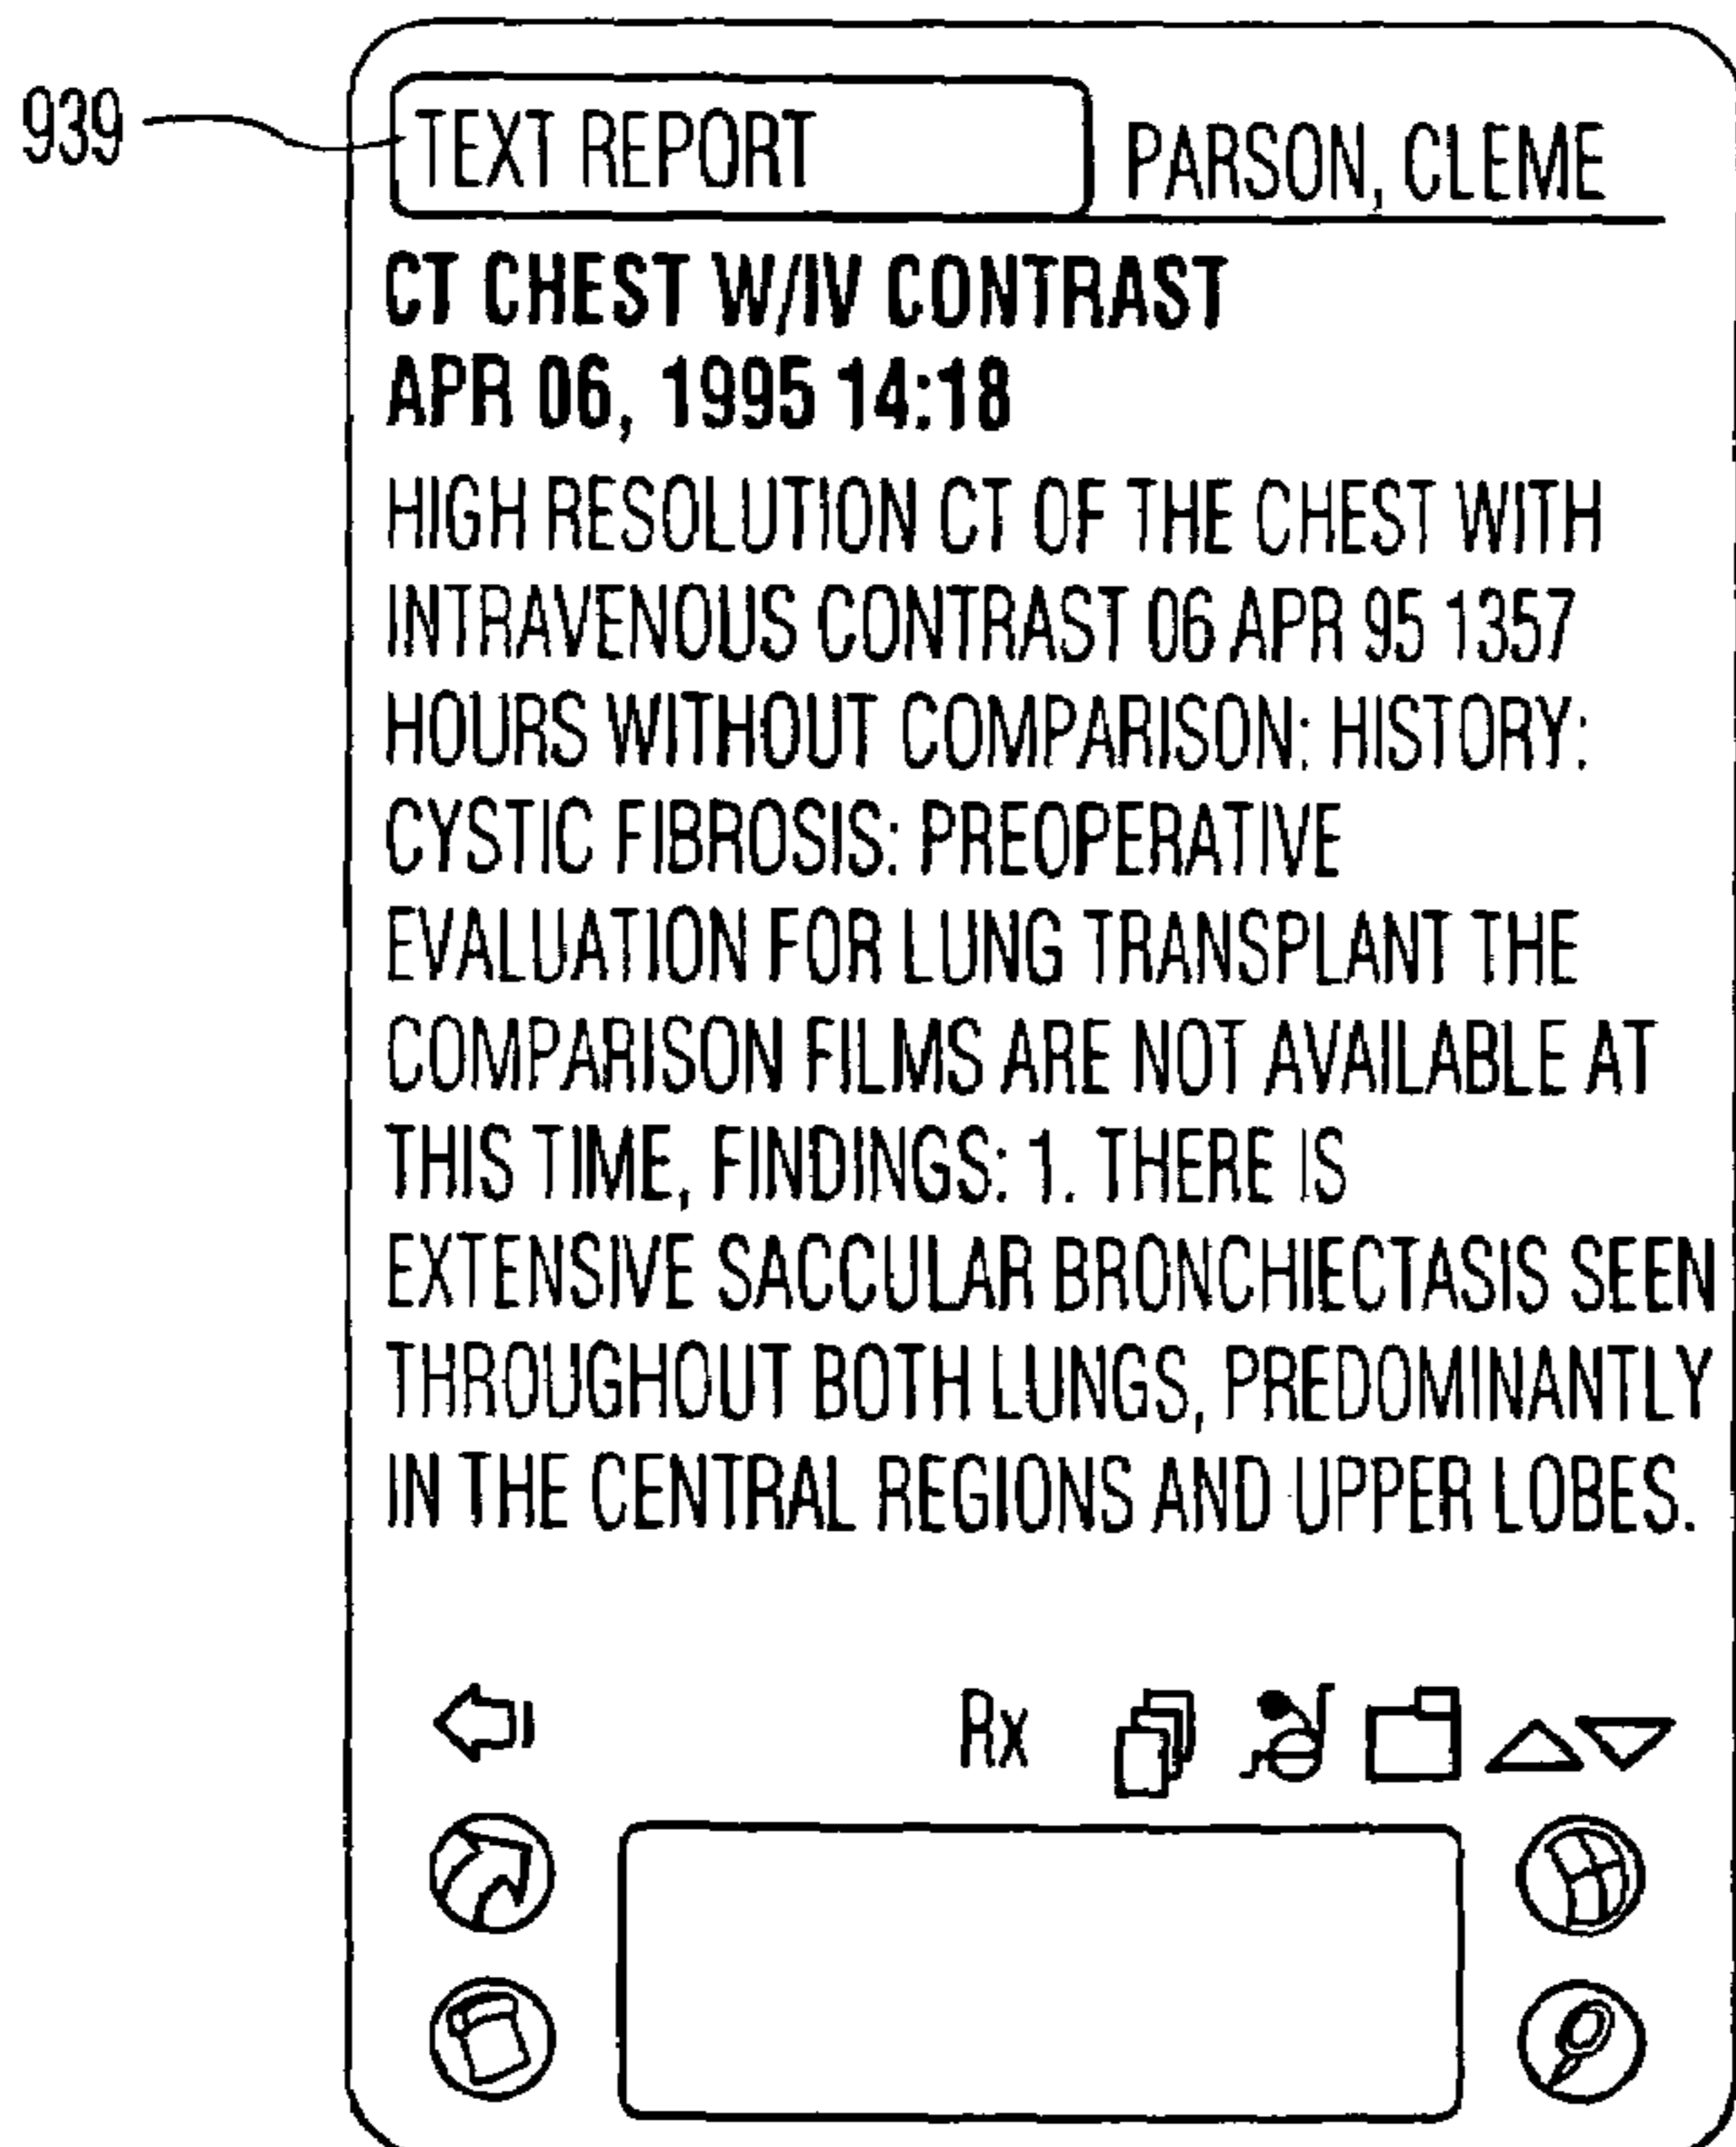 939
TEXT REPORT
PARSON, CLEME
CT CHEST W/IV CONTRAST
APR 06, 1995 14:18
HIGH RESOLUTION CT OF THE CHEST WITH
INTRAVENOUS CONTRAST 06 APR 95 1357
HOURS WITHOUT COMPARISON: HISTORY:
CYSTIC FIBROSIS: PREOPERATIVE
EVALUATION FOR LUNG TRANSPLANT THE
COMPARISON FILMS ARE NOT AVAILABLE AT
THIS TIME, FINDINGS: 1. THERE IS
EXTENSIVE SACCULAR BRONCHIECTASIS SEEN
THROUGHOUT BOTH LUNGS, PREDOMINANTLY
IN THE CENTRAL REGIONS AND UPPER LOBES.
Rx